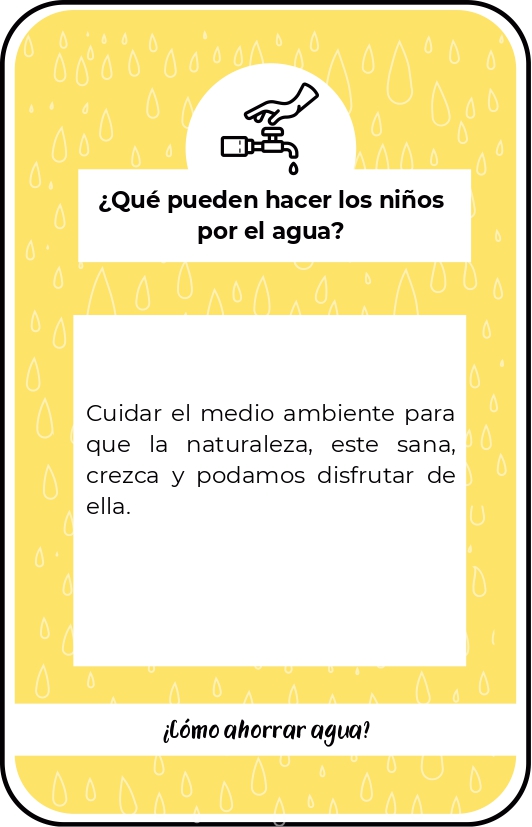 ¿Qué pueden hacer los niños
por el agua?
Cuidar el medio ambiente para
que la naturaleza, este sana,
crezca y podamos disfrutar de
ella.
¿Cómo ahorrar agua?